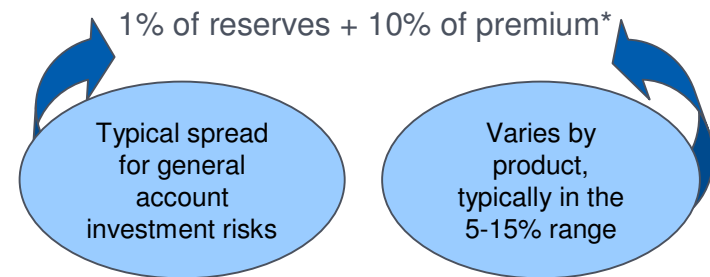 1% of reserves + 10% of premium*
Typical spread
for general
account
investment risks
Varies by
product,
typically in the
5-15% range